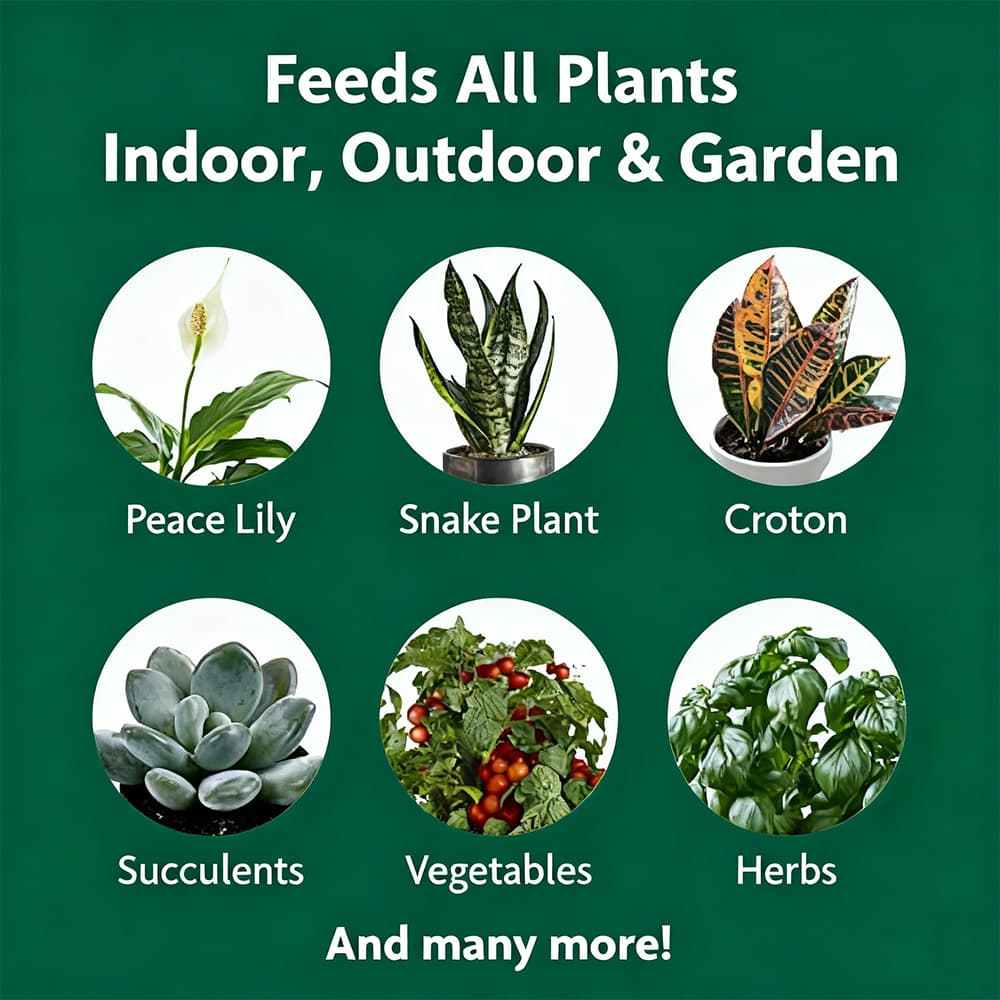 Feeds All Plants
Indoor, Outdoor & Garden
Peace Lily
Snake Plant
Croton
Succulents
Vegetables
Herbs
And many more!